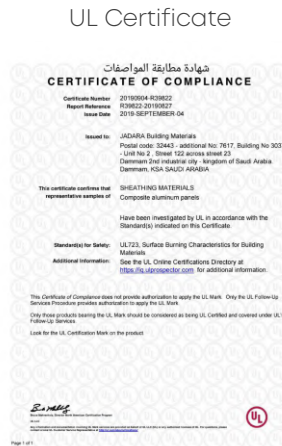 UL Certificate
شهادة مطابقة المواصفات
CERTIFICATE OF COMPLIANCE
Certificate Number 20190904-R39822
Report Reference R39822-20190827
Issue Date 2019-SEPTEMBER-04
Issued to: JADARA Building Materials
Postal code: 32443 - additional No: 7617, Building No 303
- Unit No 2 , Street 122 across street 23
Dammam 2nd industrial city - kingdom of Saudi Arabia
Dammam, KSA SAUDI ARABIA
This certificate confirms that SHEATHING MATERIALS
representative samples of Composite aluminum panels
Have been investigated by UL in accordance with the
Standard(s) indicated on this Certificate.
Standard(s) for Safety: UL723, Surface Burning Characteristics for Building
Materials
Additional Information: See the UL Online Certifications Directory at
https://iq.ulprospector.com for additional information.
This Certificate of Compliance does not provide authorization to apply the UL Mark. Only the UL Follow-Up
Services Procedure provides authorization to apply the UL Mark.
Only those products bearing the UL Mark should be considered as being UL Certified and covered under UL's
Follow-Up Services.
Look for the UL Certification Mark on the product.
UL
Page 1 of 1